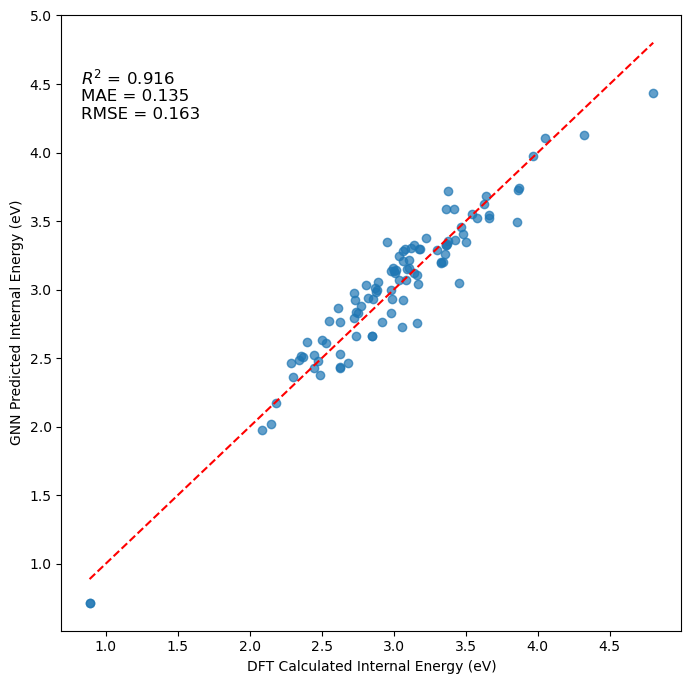 R² = 0.916
MAE = 0.135
RMSE = 0.163
GNN Predicted Internal Energy (eV)
5.0
4.5
4.0
3.5
3.0
2.5
2.0
1.5
1.0
1.0 1.5 2.0 2.5 3.0 3.5 4.0 4.5
DFT Calculated Internal Energy (eV)